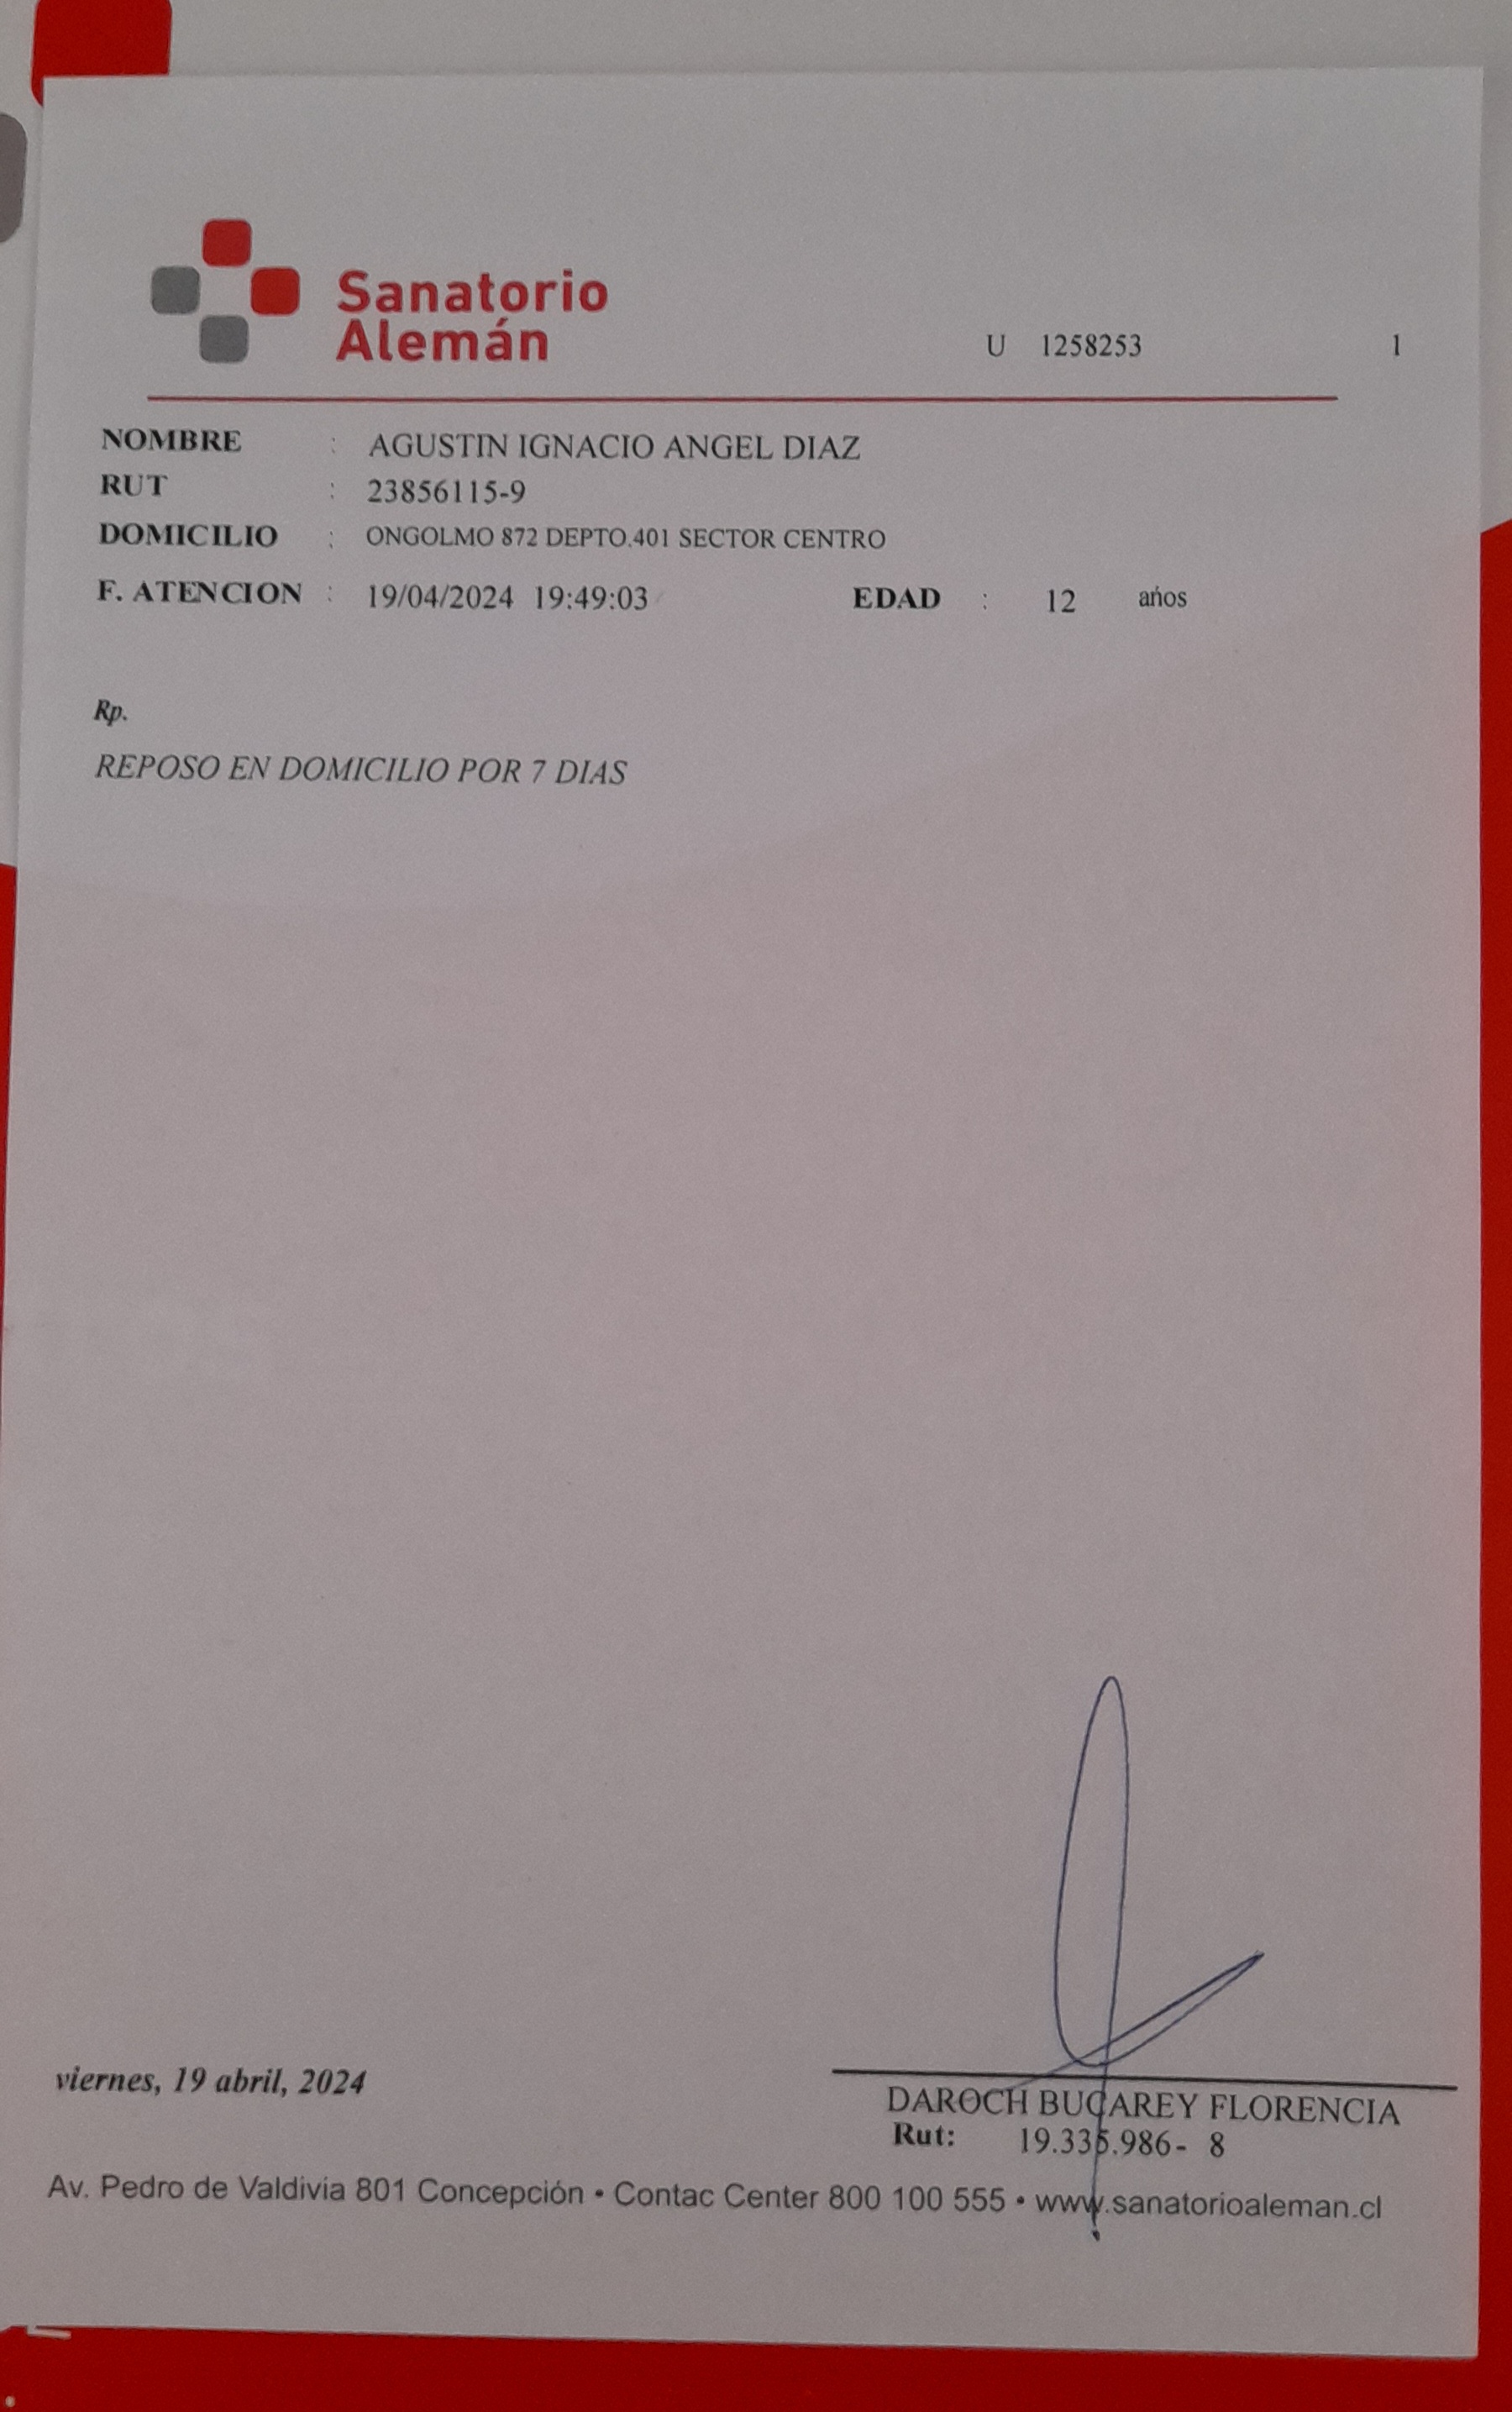 Sanatorio
Alemán
U 1258253 1
NOMBRE : AGUSTIN IGNACIO ANGEL DIAZ
RUT : 23856115-9
DOMICILIO : ONGOLMO 872 DEPTO.401 SECTOR CENTRO
F. ATENCION : 19/04/2024 19:49:03 EDAD : 12 años
Rp.
REPOSO EN DOMICILIO POR 7 DIAS
viernes, 19 abril, 2024
DAROCH BUCAREY FLORENCIA
Rut: 19.335.986- 8
Av. Pedro de Valdivia 801 Concepción • Contac Center 800 100 555 • www.sanatorioaleman.cl